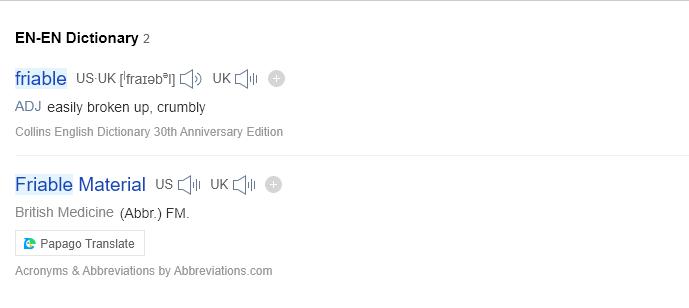 EN-EN Dictionary 2
friable US·UK [ˈfraɪəbᵊl] UK
ADJ easily broken up, crumbly
Collins English Dictionary 30th Anniversary Edition
Friable Material US UK
British Medicine (Abbr.) FM.
Papago Translate
Acronyms & Abbreviations by Abbreviations.com